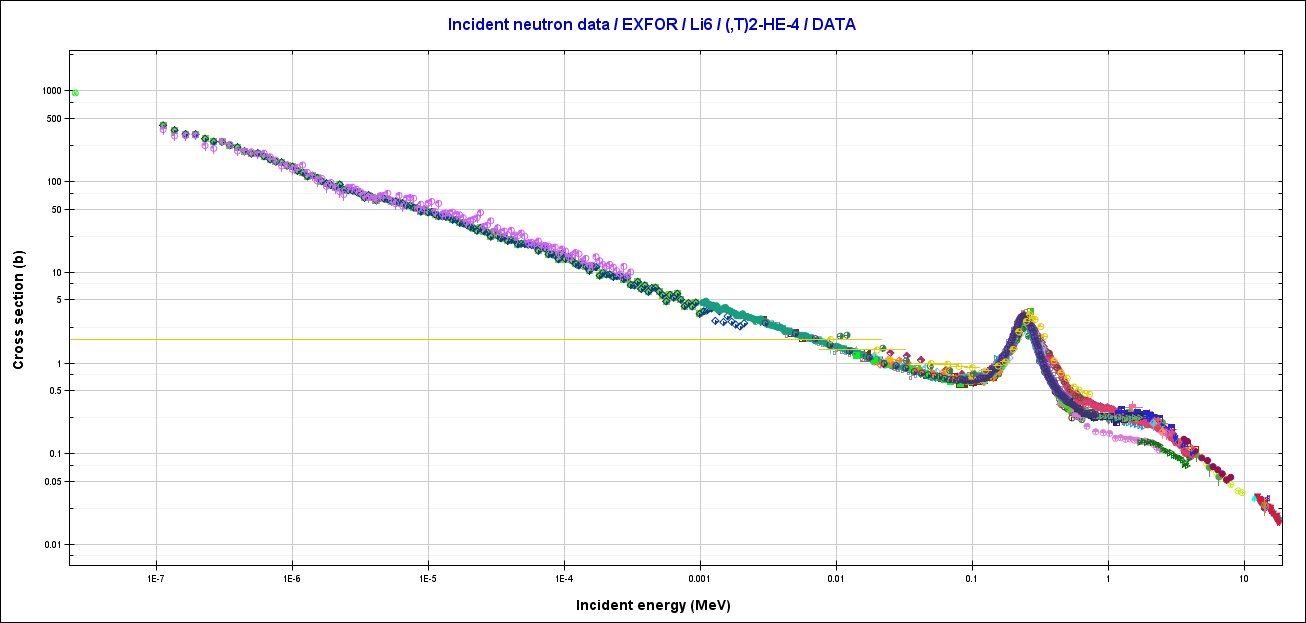 Incident neutron data / EXFOR / Li6 / (,T)2-HE-4 / DATA
Cross section (b)
1000
500
100
50
10
5
1
0.5
0.1
0.05
0.01
1E-7 1E-6 1E-5 1E-4 0.001 0.01 0.1 1 10
Incident energy (MeV)